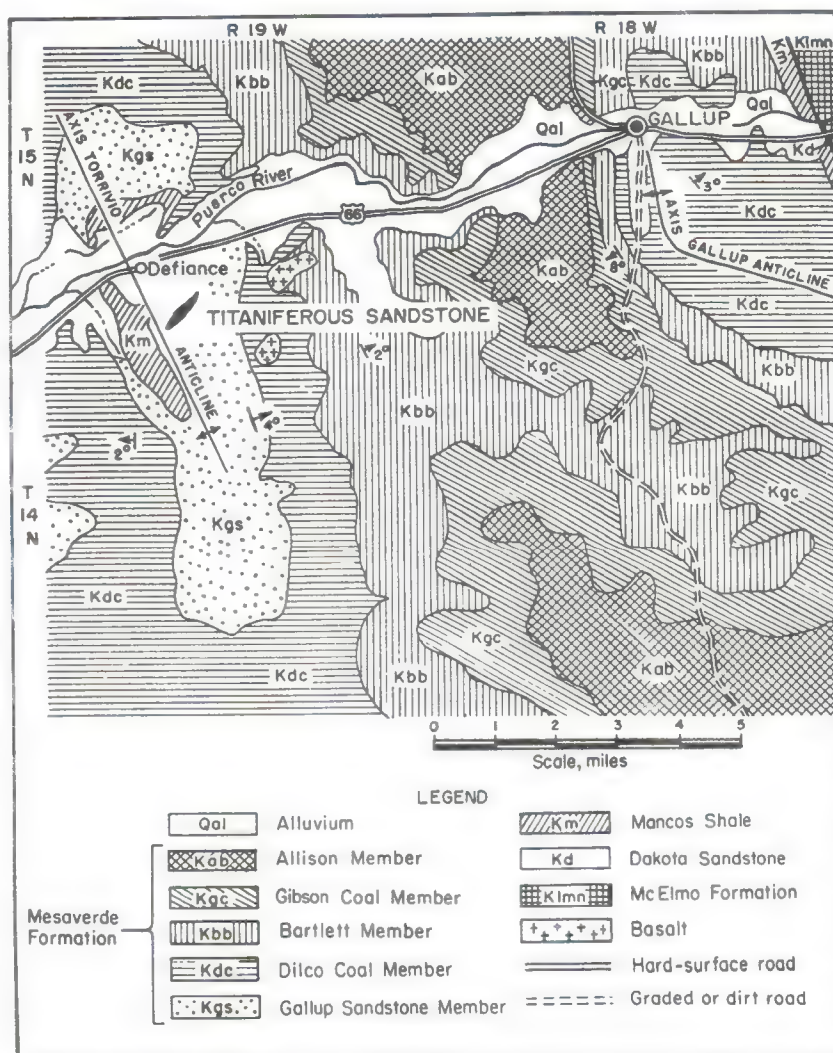 R 19 W
R 18 W
Kdc
Kbb
Kab
Kgc
Kdc
Kbb
Km
Klmn
T
15
N
Kgs
AXIS TORRIVIO
ANTICLINE
Puerco River
66
Qal
GALLUP
Qal
Kd
3°
AXIS
GALLUP ANTICLINE
Kdc
Kdc
Defiance
Kab
8°
TITANIFEROUS SANDSTONE
Km
2°
Kgc
Kbb
Kbb
4°
2°
T
14
N
Kgs
Kbb
Kgc
Kdc
Kgc
Kab
Kdc
Kbb
0 1 2 3 4 5
Scale, miles
LEGEND
Qal Alluvium
Mesaverde
Formation
Kab Allison Member
Kgc Gibson Coal Member
Kbb Bartlett Member
Kdc Dilco Coal Member
Kgs Gallup Sandstone Member
Km Mancos Shale
Kd Dakota Sandstone
Klmn McElmo Formation
Basalt
Hard-surface road
Graded or dirt road